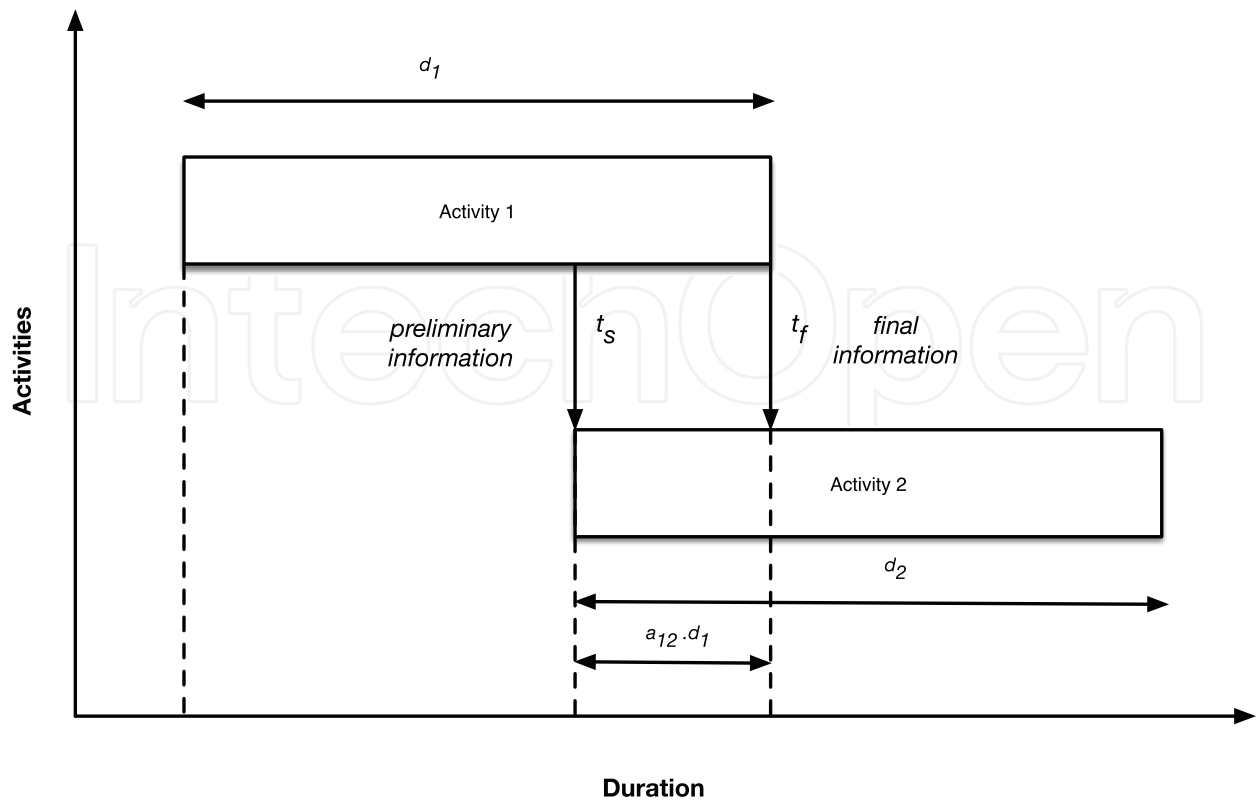 d1
Activity 1
IntechOpen
preliminary
information
ts
tf
final
information
Activities
Activity 2
d2
a12 .d1
Duration